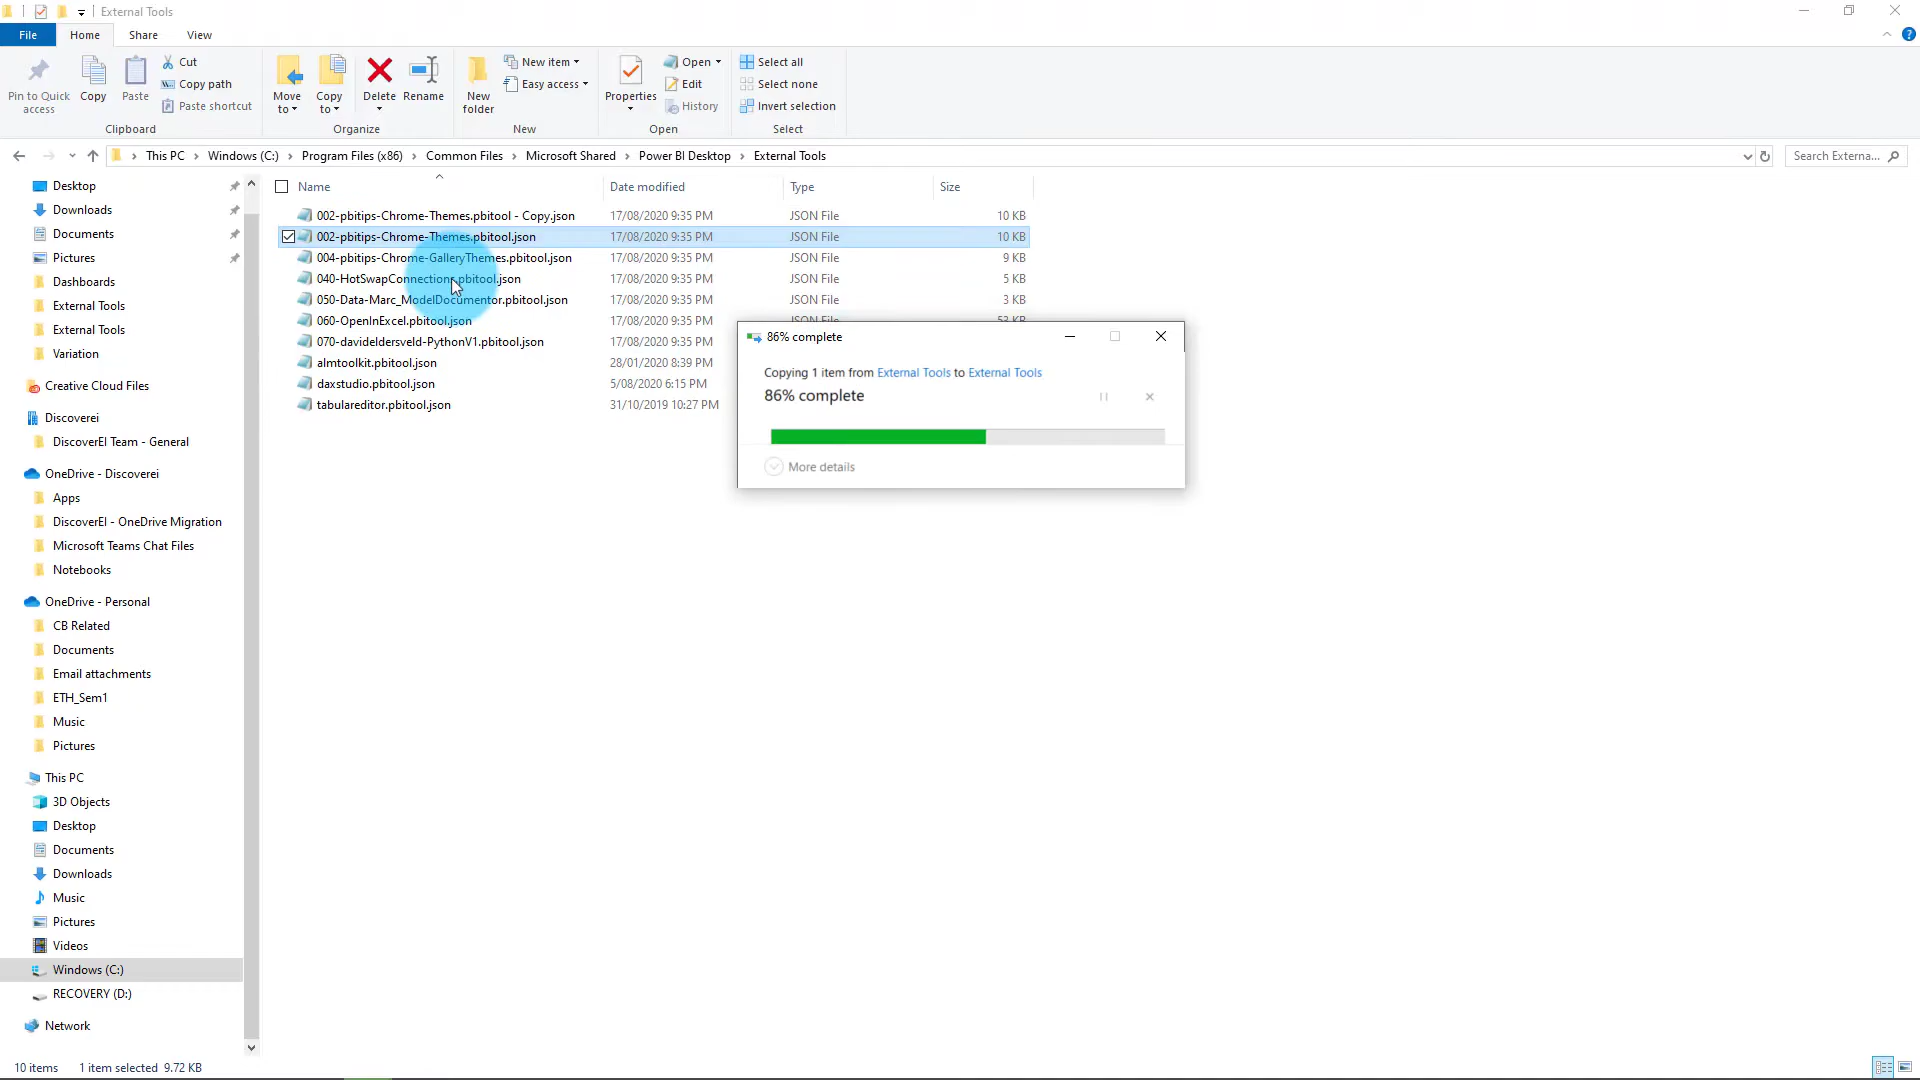 External Tools
File
Home
Share
View
Pin to Quick access
Copy
Paste
Cut
Copy path
Paste shortcut
Clipboard
Move to
Copy to
Delete
Rename
Organize
New folder
New item
Easy access
New
Properties
Open
Edit
History
Open
Select all
Select none
Invert selection
Select
This PC
Windows (C:)
Program Files (x86)
Common Files
Microsoft Shared
Power BI Desktop
External Tools
Search Externa...
Desktop
Downloads
Documents
Pictures
Dashboards
External Tools
External Tools
Variation
Creative Cloud Files
Discoverei
DiscoverEI Team - General
OneDrive - Discoverei
Apps
DiscoverEI - OneDrive Migration
Microsoft Teams Chat Files
Notebooks
OneDrive - Personal
CB Related
Documents
Email attachments
ETH_Sem1
Music
Pictures
This PC
3D Objects
Desktop
Documents
Downloads
Music
Pictures
Videos
Windows (C:)
RECOVERY (D:)
Network
Name Date modified Type Size
002-pbitips-Chrome-Themes.pbitool - Copy.json 17/08/2020 9:35 PM JSON File 10 KB
002-pbitips-Chrome-Themes.pbitool.json 17/08/2020 9:35 PM JSON File 10 KB
004-pbitips-Chrome-GalleryThemes.pbitool.json 17/08/2020 9:35 PM JSON File 9 KB
040-HotSwapConnections.pbitool.json 17/08/2020 9:35 PM JSON File 5 KB
050-Data-Marc_ModelDocumentor.pbitool.json 17/08/2020 9:35 PM JSON File 3 KB
060-OpenInExcel.pbitool.json 17/08/2020 9:35 PM JSON File 53 KB
070-davideldersveld-PythonV1.pbitool.json 17/08/2020 9:35 PM
almtoolkit.pbitool.json 28/01/2020 8:39 PM
daxstudio.pbitool.json 5/08/2020 6:15 PM
tabulareditor.pbitool.json 31/10/2019 10:27 PM
86% complete
Copying 1 item from External Tools to External Tools
86% complete
More details
10 items 1 item selected 9.72 KB